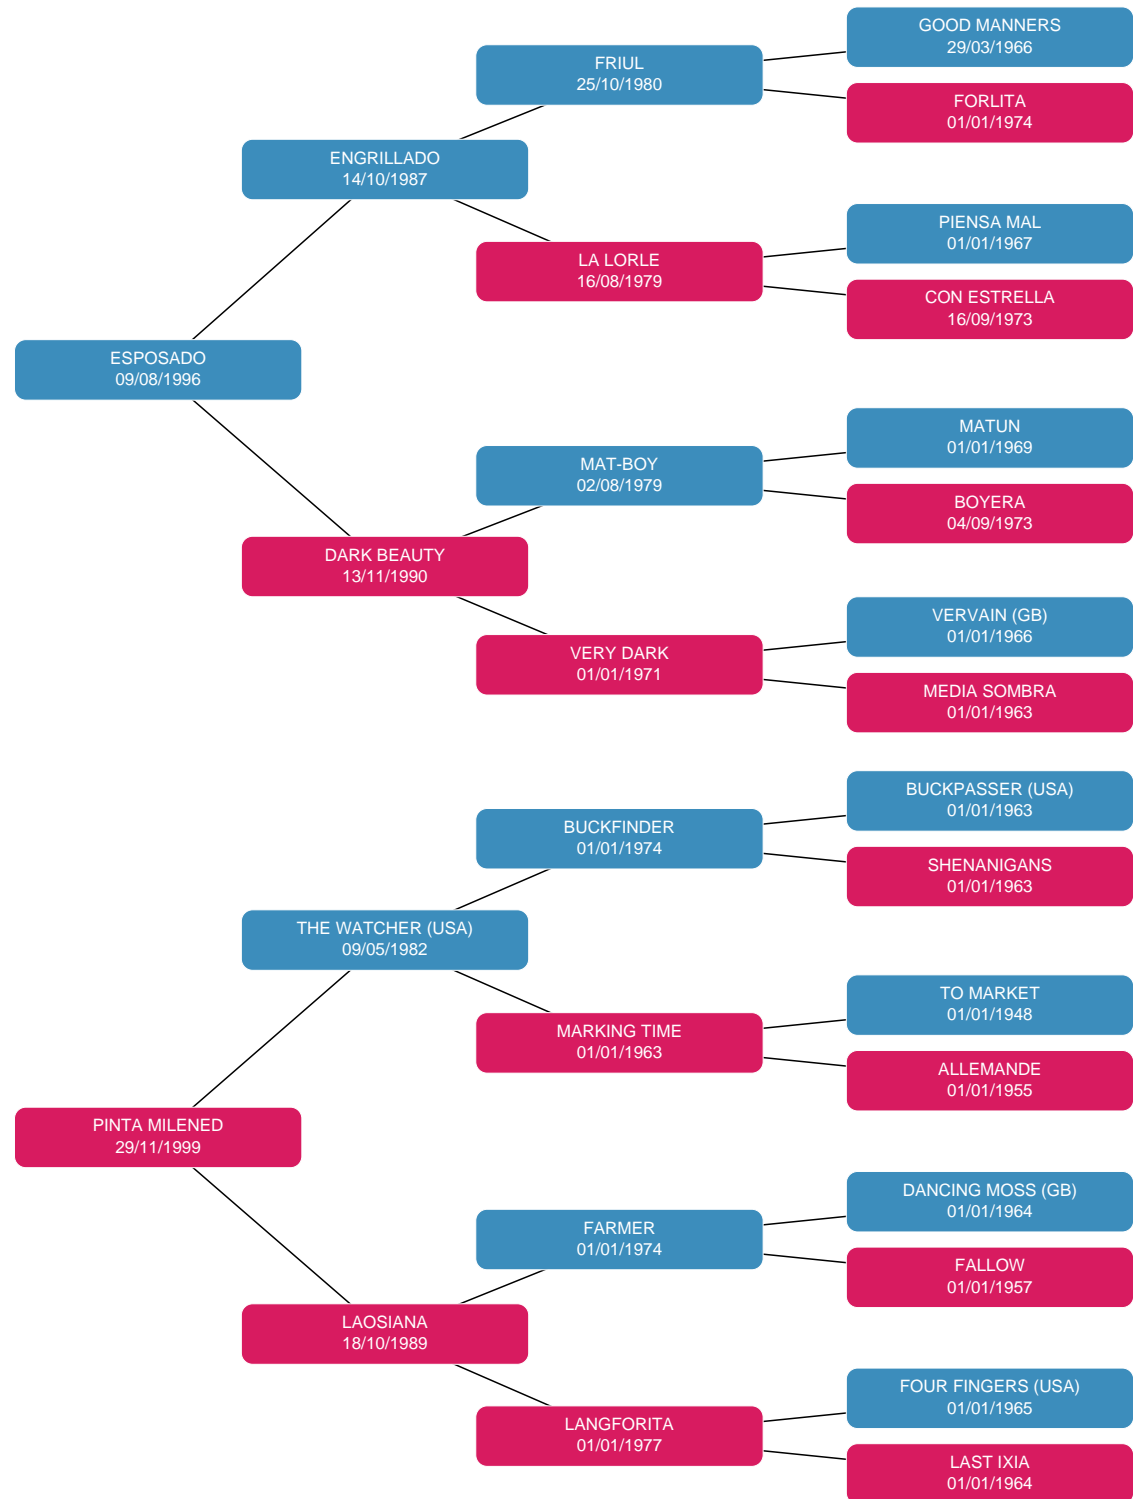 GOOD MANNERS
29/03/1966
FRIUL
25/10/1980
FORLITA
01/01/1974
ENGRILLADO
14/10/1987
PIENSA MAL
01/01/1967
LA LORLE
16/08/1979
CON ESTRELLA
16/09/1973
ESPOSADO
09/08/1996
MATUN
01/01/1969
MAT-BOY
02/08/1979
BOYERA
04/09/1973
DARK BEAUTY
13/11/1990
VERVAIN (GB)
01/01/1966
VERY DARK
01/01/1971
MEDIA SOMBRA
01/01/1963
BUCKPASSER (USA)
01/01/1963
BUCKFINDER
01/01/1974
SHENANIGANS
01/01/1963
THE WATCHER (USA)
09/05/1982
TO MARKET
01/01/1948
MARKING TIME
01/01/1963
ALLEMANDE
01/01/1955
PINTA MILENED
29/11/1999
DANCING MOSS (GB)
01/01/1964
FARMER
01/01/1974
FALLOW
01/01/1957
LAOSIANA
18/10/1989
FOUR FINGERS (USA)
01/01/1965
LANGFORITA
01/01/1977
LAST IXIA
01/01/1964